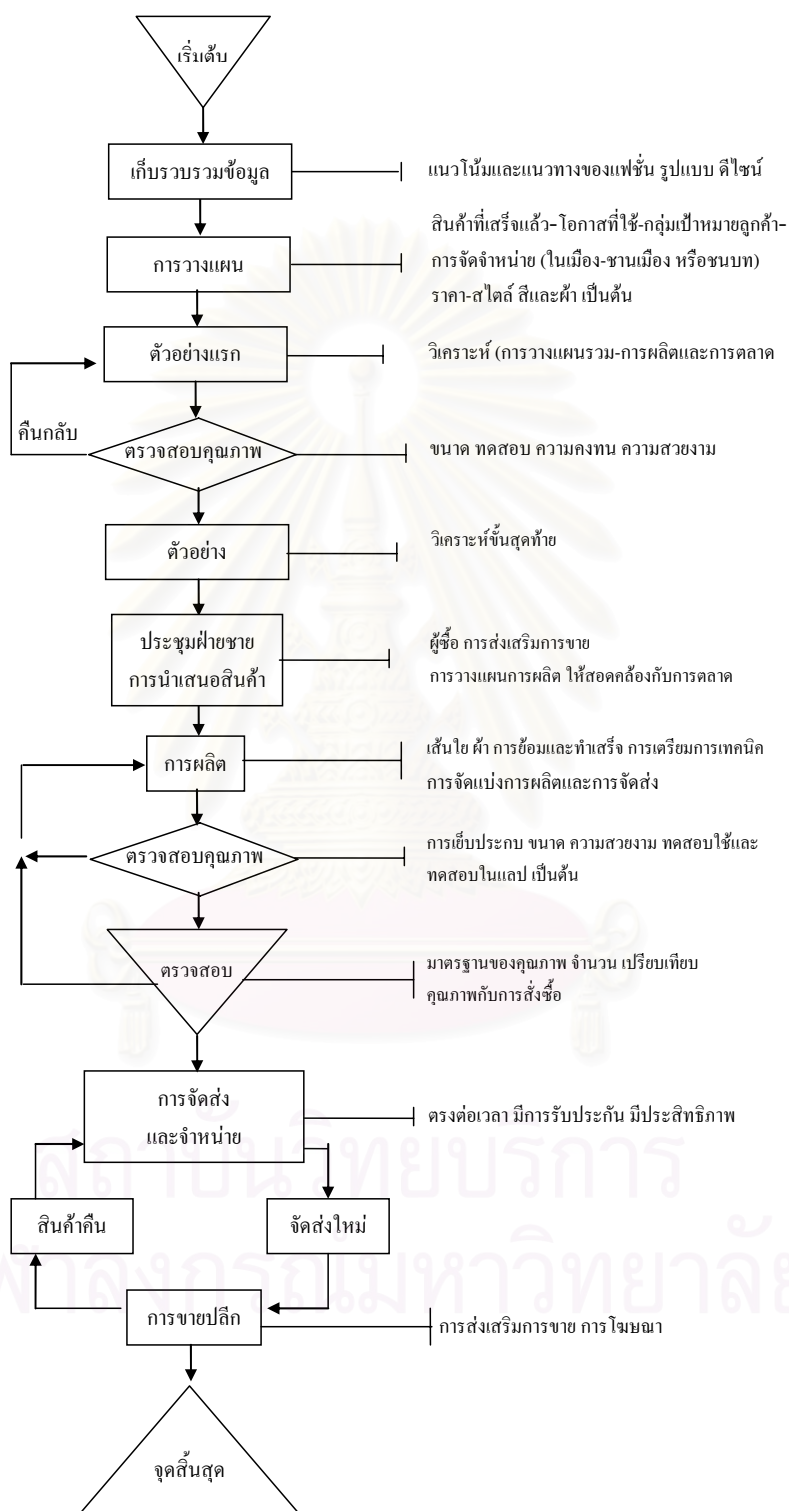 เริ่มต้น
เก็บรวบรวมข้อมูล
แนวโน้มและแนวทางของแฟชั่น รูปแบบ ดีไซน์
การวางแผน
สินค้าที่เสร็จแล้ว-โอกาสที่ใช้-กลุ่มเป้าหมายลูกค้า-
การจัดจำหน่าย (ในเมือง-ชานเมือง หรือชนบท)
ราคา-สไตล์ สีและผ้า เป็นต้น
ตัวอย่างแรก
วิเคราะห์ (การวางแผนรวม-การผลิตและการตลาด
คืนกลับ
ตรวจสอบคุณภาพ
ขนาด ทดสอบ ความคงทน ความสวยงาม
ตัวอย่าง
วิเคราะห์ขั้นสุดท้าย
ประชุมฝ่ายชาย
การนำเสนอสินค้า
ผู้ซื้อ การส่งเสริมการขาย
การวางแผนการผลิต ให้สอดคล้องกับการตลาด
การผลิต
เส้นใย ผ้า การย้อมและทำเสร็จ การเตรียมการเทคนิค
การจัดแบ่งการผลิตและการจัดส่ง
ตรวจสอบคุณภาพ
การเย็บประกบ ขนาด ความสวยงาม ทดสอบใช้และ
ทดสอบในแลป เป็นต้น
ตรวจสอบ
มาตรฐานของคุณภาพ จำนวน เปรียบเทียบ
คุณภาพกับการสั่งซื้อ
การจัดส่ง
และจำหน่าย
ตรงต่อเวลา มีการรับประกัน มีประสิทธิภาพ
สินค้าคืน
จัดส่งใหม่
การขายปลีก
การส่งเสริมการขาย การโฆษณา
จุดสิ้นสุด
สถาบันวิทยบริการ
จุฬาลงกรณ์มหาวิทยาลัย